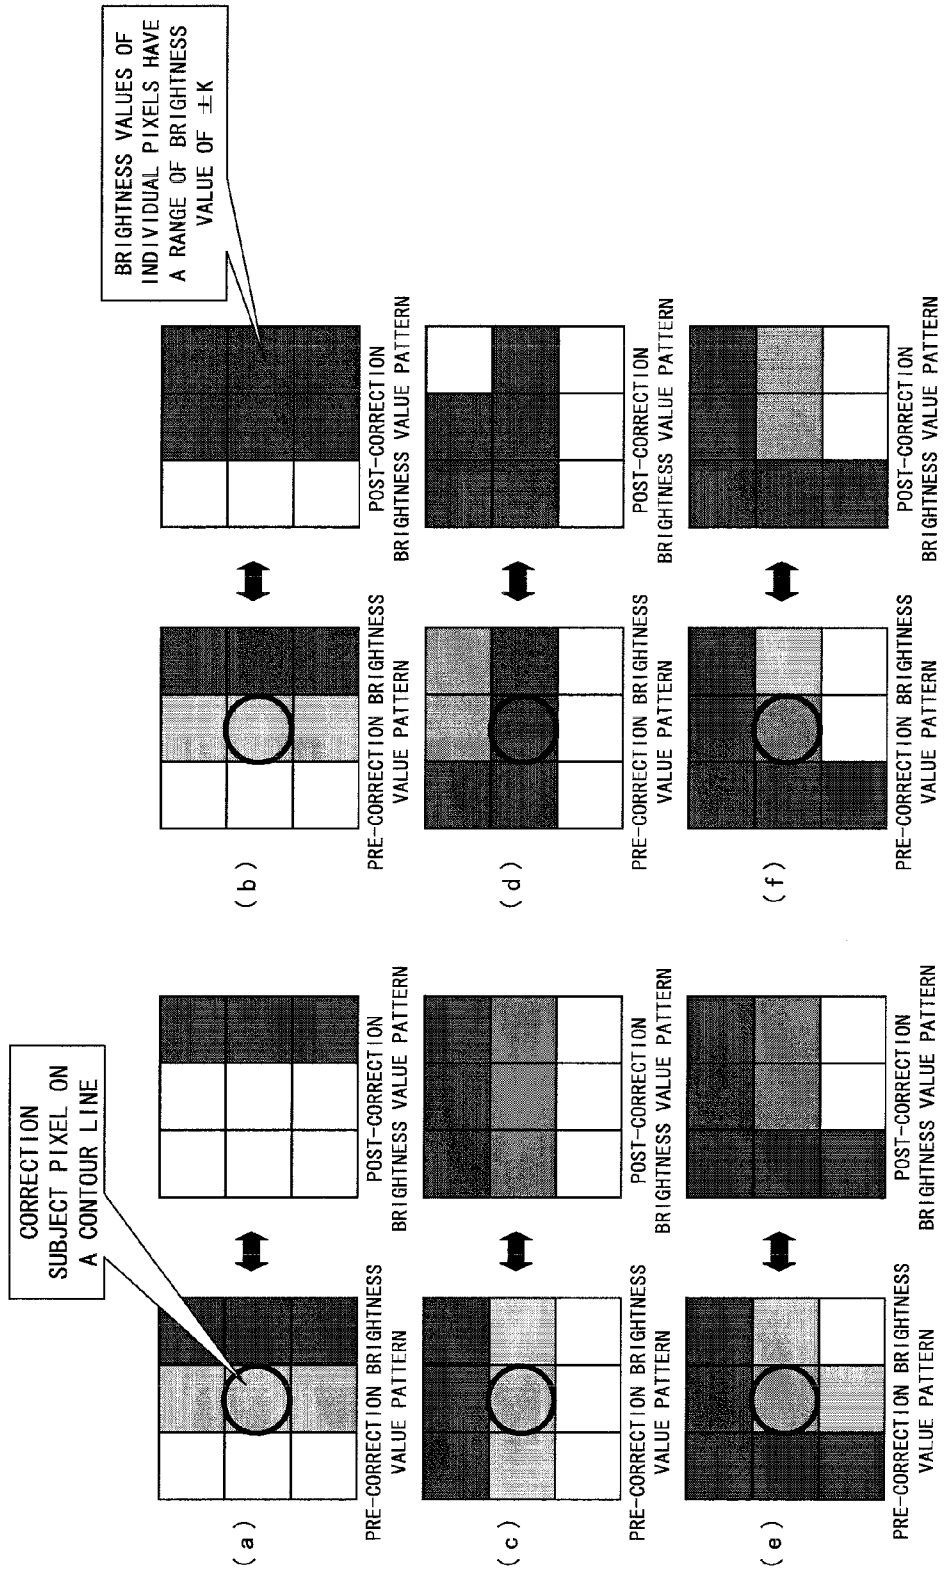 CORRECTION
SUBJECT PIXEL ON
A CONTOUR LINE
BRIGHTNESS VALUES OF
INDIVIDUAL PIXELS HAVE
A RANGE OF BRIGHTNESS
VALUE OF ±K
(a)
PRE-CORRECTION BRIGHTNESS
VALUE PATTERN
POST-CORRECTION
BRIGHTNESS VALUE PATTERN
(b)
PRE-CORRECTION BRIGHTNESS
VALUE PATTERN
POST-CORRECTION
BRIGHTNESS VALUE PATTERN
(c)
PRE-CORRECTION BRIGHTNESS
VALUE PATTERN
POST-CORRECTION
BRIGHTNESS VALUE PATTERN
(d)
PRE-CORRECTION BRIGHTNESS
VALUE PATTERN
POST-CORRECTION
BRIGHTNESS VALUE PATTERN
(e)
PRE-CORRECTION BRIGHTNESS
VALUE PATTERN
POST-CORRECTION
BRIGHTNESS VALUE PATTERN
(f)
PRE-CORRECTION BRIGHTNESS
VALUE PATTERN
POST-CORRECTION
BRIGHTNESS VALUE PATTERN